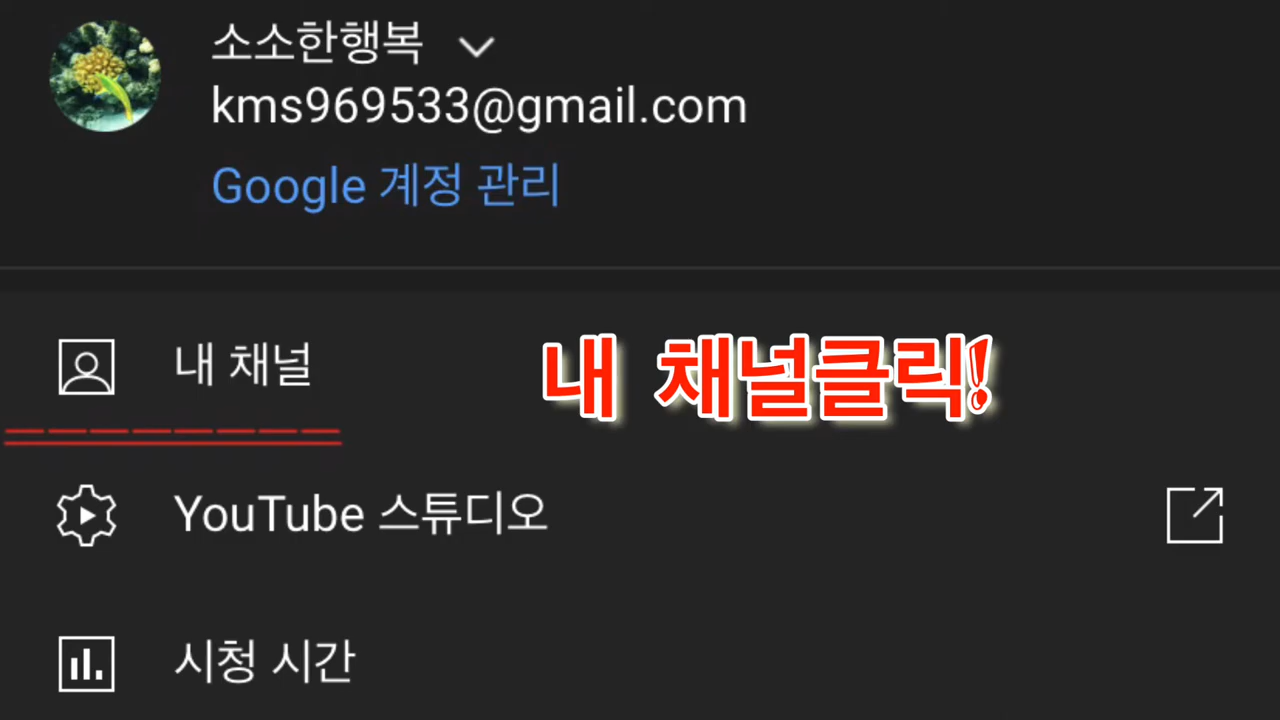 소소한행복
kms969533@gmail.com
Google 계정 관리
내 채널
내 채널클릭!
YouTube 스튜디오
시청 시간